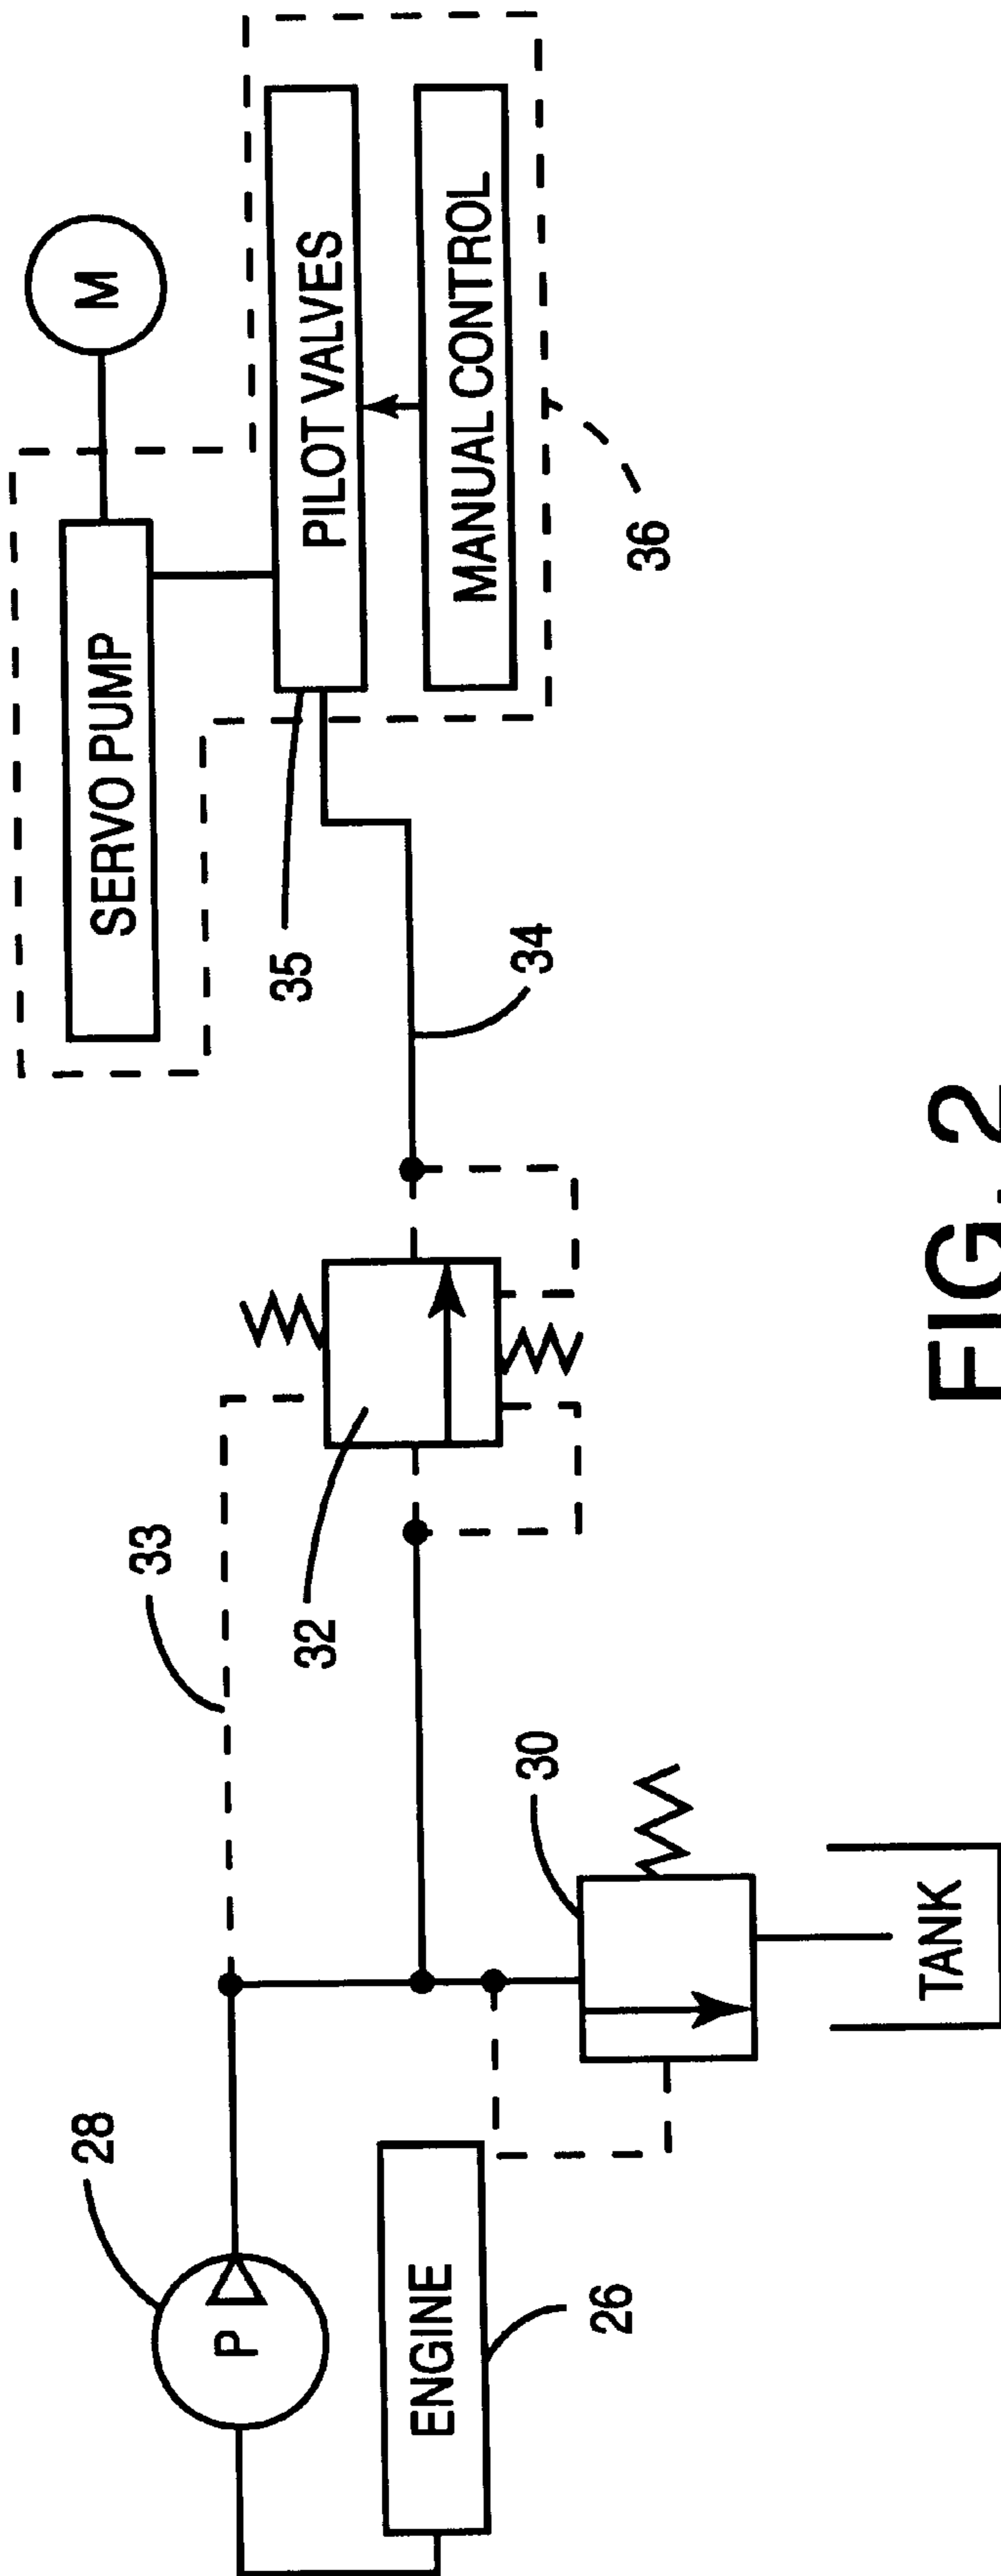 M
SERVO PUMP
PILOT VALVES
MANUAL CONTROL
36
35
34
33
32
30
28
P
ENGINE
26
TANK
FIG. 2